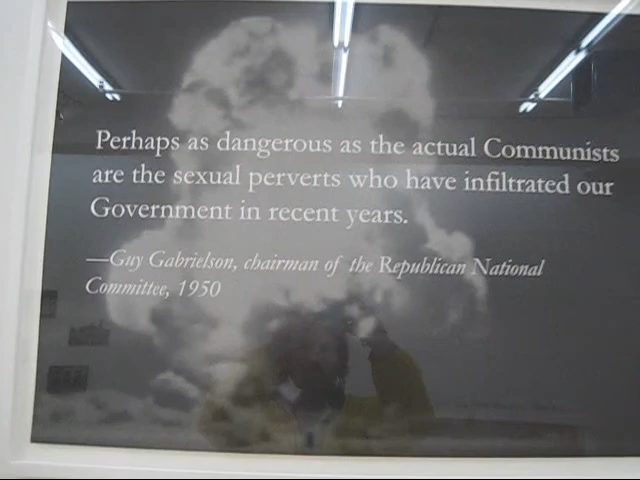 Perhaps as dangerous as the actual Communists
are the sexual perverts who have infiltrated our
Government in recent years.
—Guy Gabrielson, chairman of the Republican National
Committee, 1950